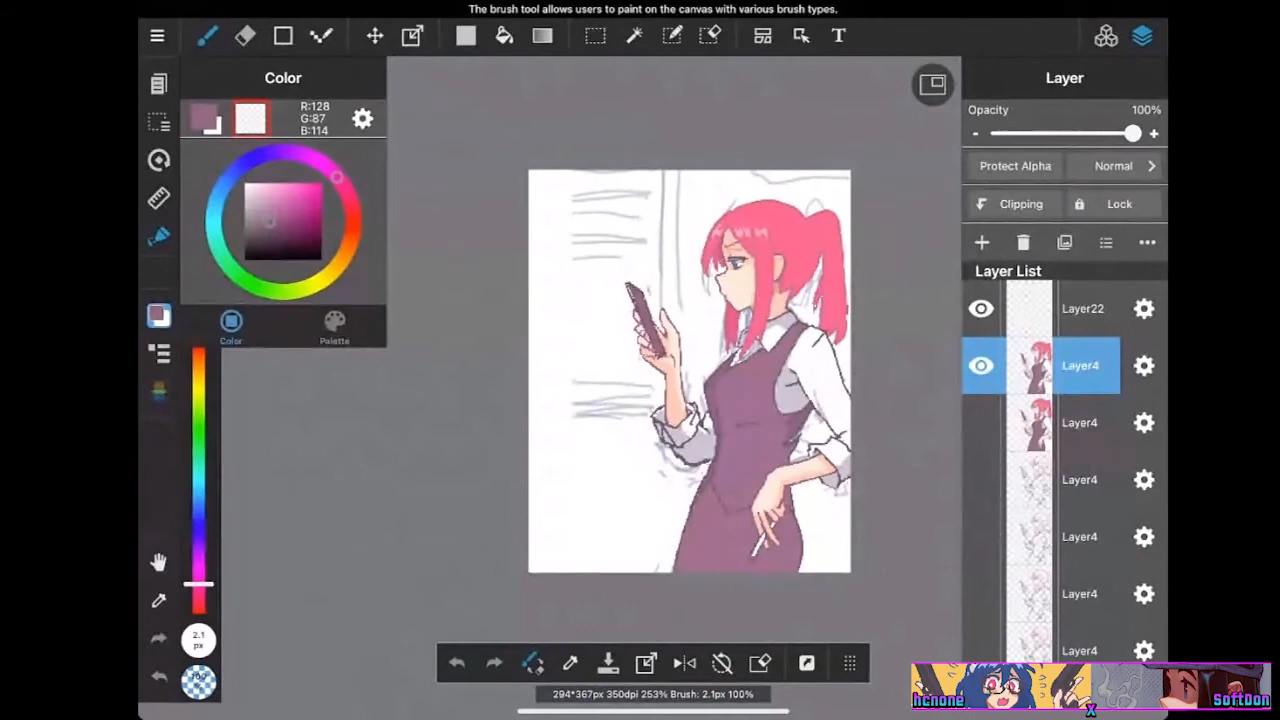 The brush tool allows users to paint on the canvas with various brush types.
T
Color
Layer
R:128
G:87
B:114
Opacity
100%
-
+
Protect Alpha
Normal
Clipping
Lock
Layer List
Color
Palette
Layer22
Layer4
Layer4
Layer4
Layer4
Layer4
Layer4
2.1
px
100
294*367px 350dpi 253% Brush: 2.1px 100%
hcnone
X
SoftDon